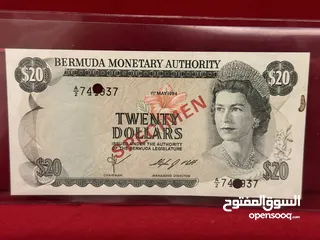 $20
BERMUDA MONETARY AUTHORITY
$20
1ST MAY 1984
SPECIMEN
TWENTY
DOLLARS
ISSUED UNDER THE AUTHORITY
OF THE BERMUDA LEGISLATURE
CHAIRMAN
MANAGING DIRECTOR
$20
$20
السوق المفتوح
opensooq.com